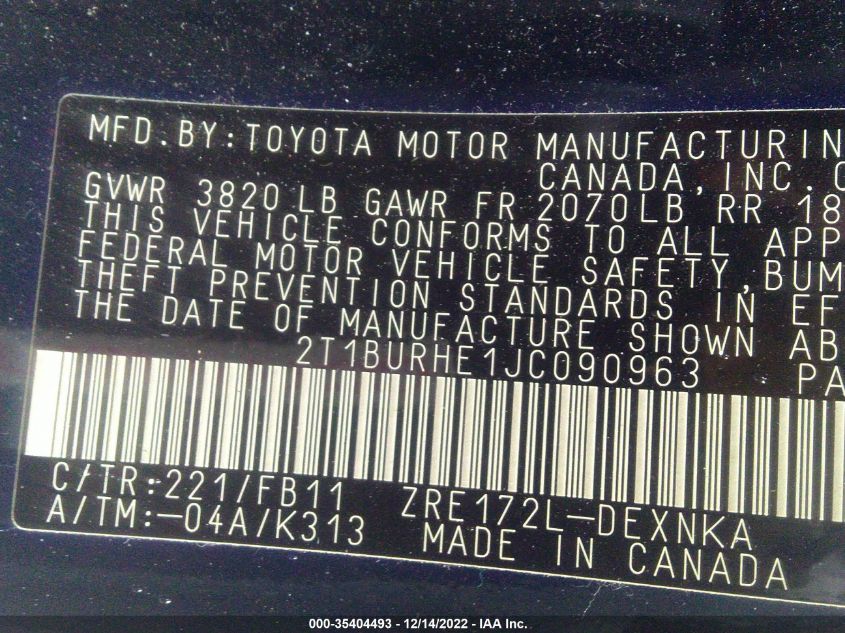 MFD.BY:TOYOTA MOTOR MANUFACTURIN
CANADA,INC.
GVWR 3820 LB GAWR FR 2070LB RR 18
THIS VEHICLE CONFORMS TO ALL APP
FEDERAL MOTOR VEHICLE SAFETY,BUM
THEFT PREVENTION STANDARDS IN EF
THE DATE OF MANUFACTURE SHOWN AB
2T1BURHE1JC090963 PA
C/TR:221/FB11 ZRE172L-DEXNKA
A/TM:-04A/K313 MADE IN CANADA
000-35404493 - 12/14/2022 - IAA Inc.